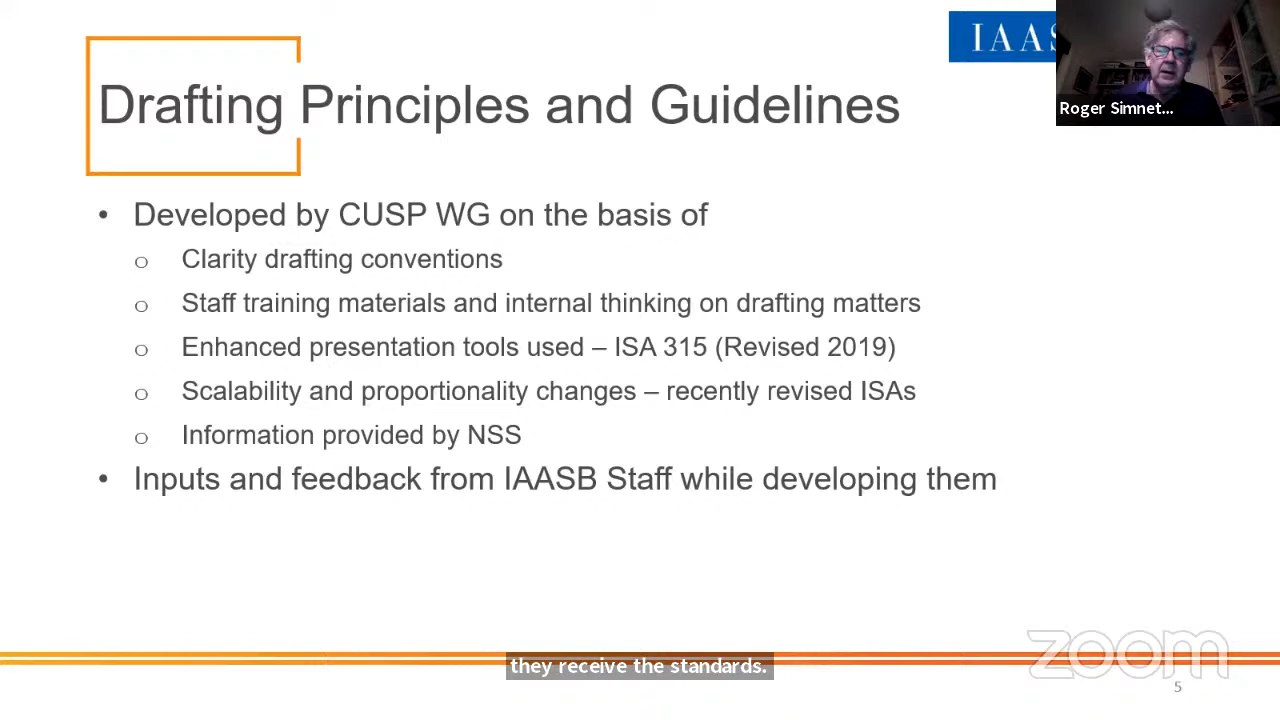 IAAS
Roger Simnet...
Drafting Principles and Guidelines
• Developed by CUSP WG on the basis of
o Clarity drafting conventions
o Staff training materials and internal thinking on drafting matters
o Enhanced presentation tools used – ISA 315 (Revised 2019)
o Scalability and proportionality changes – recently revised ISAs
o Information provided by NSS
• Inputs and feedback from IAASB Staff while developing them
they receive the standards.
zoom
5